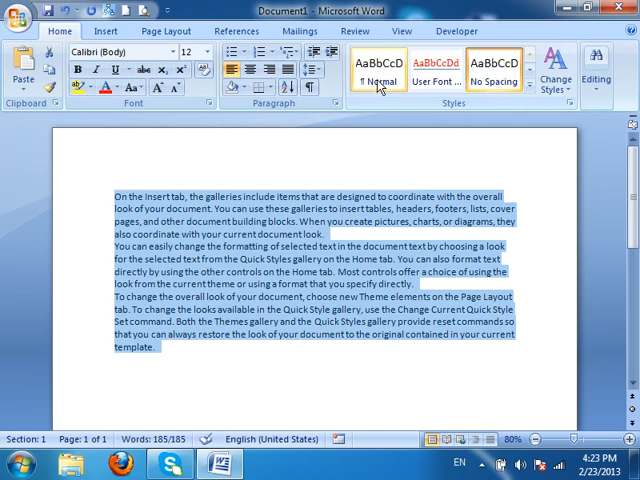 Document1 - Microsoft Word
Home Insert Page Layout References Mailings Review View Developer
Calibri (Body) 12
AaBbCcD AaBbCcDd AaBbCcD
Paste B I U abc x₂ x² Change Styles Editing
¶ Normal User Font ... No Spacing
Clipboard Font Paragraph Styles
On the Insert tab, the galleries include items that are designed to coordinate with the overall
look of your document. You can use these galleries to insert tables, headers, footers, lists, cover
pages, and other document building blocks. When you create pictures, charts, or diagrams, they
also coordinate with your current document look.
You can easily change the formatting of selected text in the document text by choosing a look
for the selected text from the Quick Styles gallery on the Home tab. You can also format text
directly by using the other controls on the Home tab. Most controls offer a choice of using the
look from the current theme or using a format that you specify directly.
To change the overall look of your document, choose new Theme elements on the Page Layout
tab. To change the looks available in the Quick Style gallery, use the Change Current Quick Style
Set command. Both the Themes gallery and the Quick Styles gallery provide reset commands so
that you can always restore the look of your document to the original contained in your current
template.
Section: 1 Page: 1 of 1 Words: 185/185 English (United States) 80%
EN 4:23 PM
2/23/2013